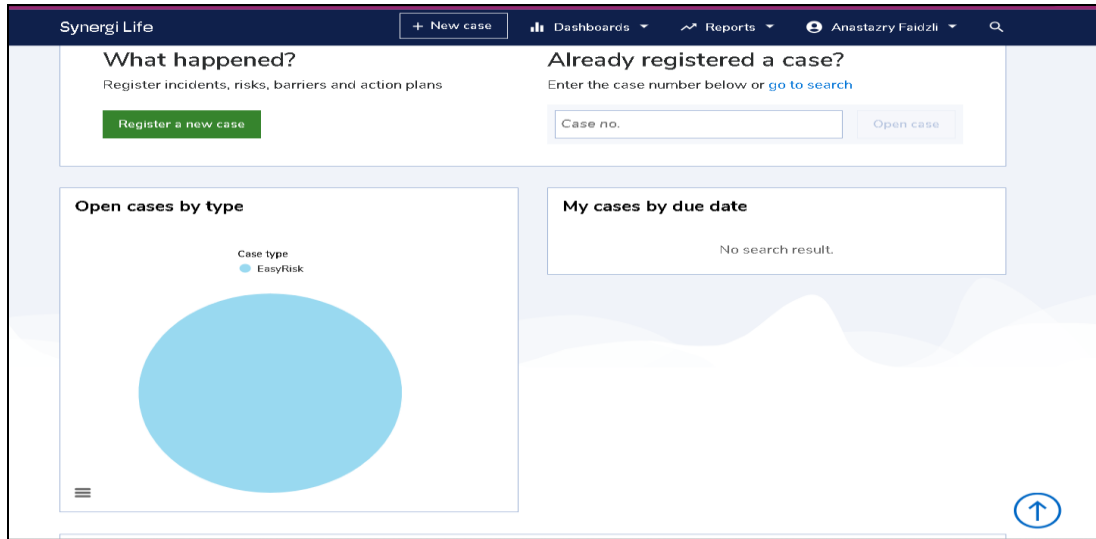 Synergi Life
+ New case
Dashboards
Reports
Anastazry Faidzli
What happened?
Register incidents, risks, barriers and action plans
Register a new case
Already registered a case?
Enter the case number below or go to search
Case no.
Open case
Open cases by type
Case type
EasyRisk
My cases by due date
No search result.